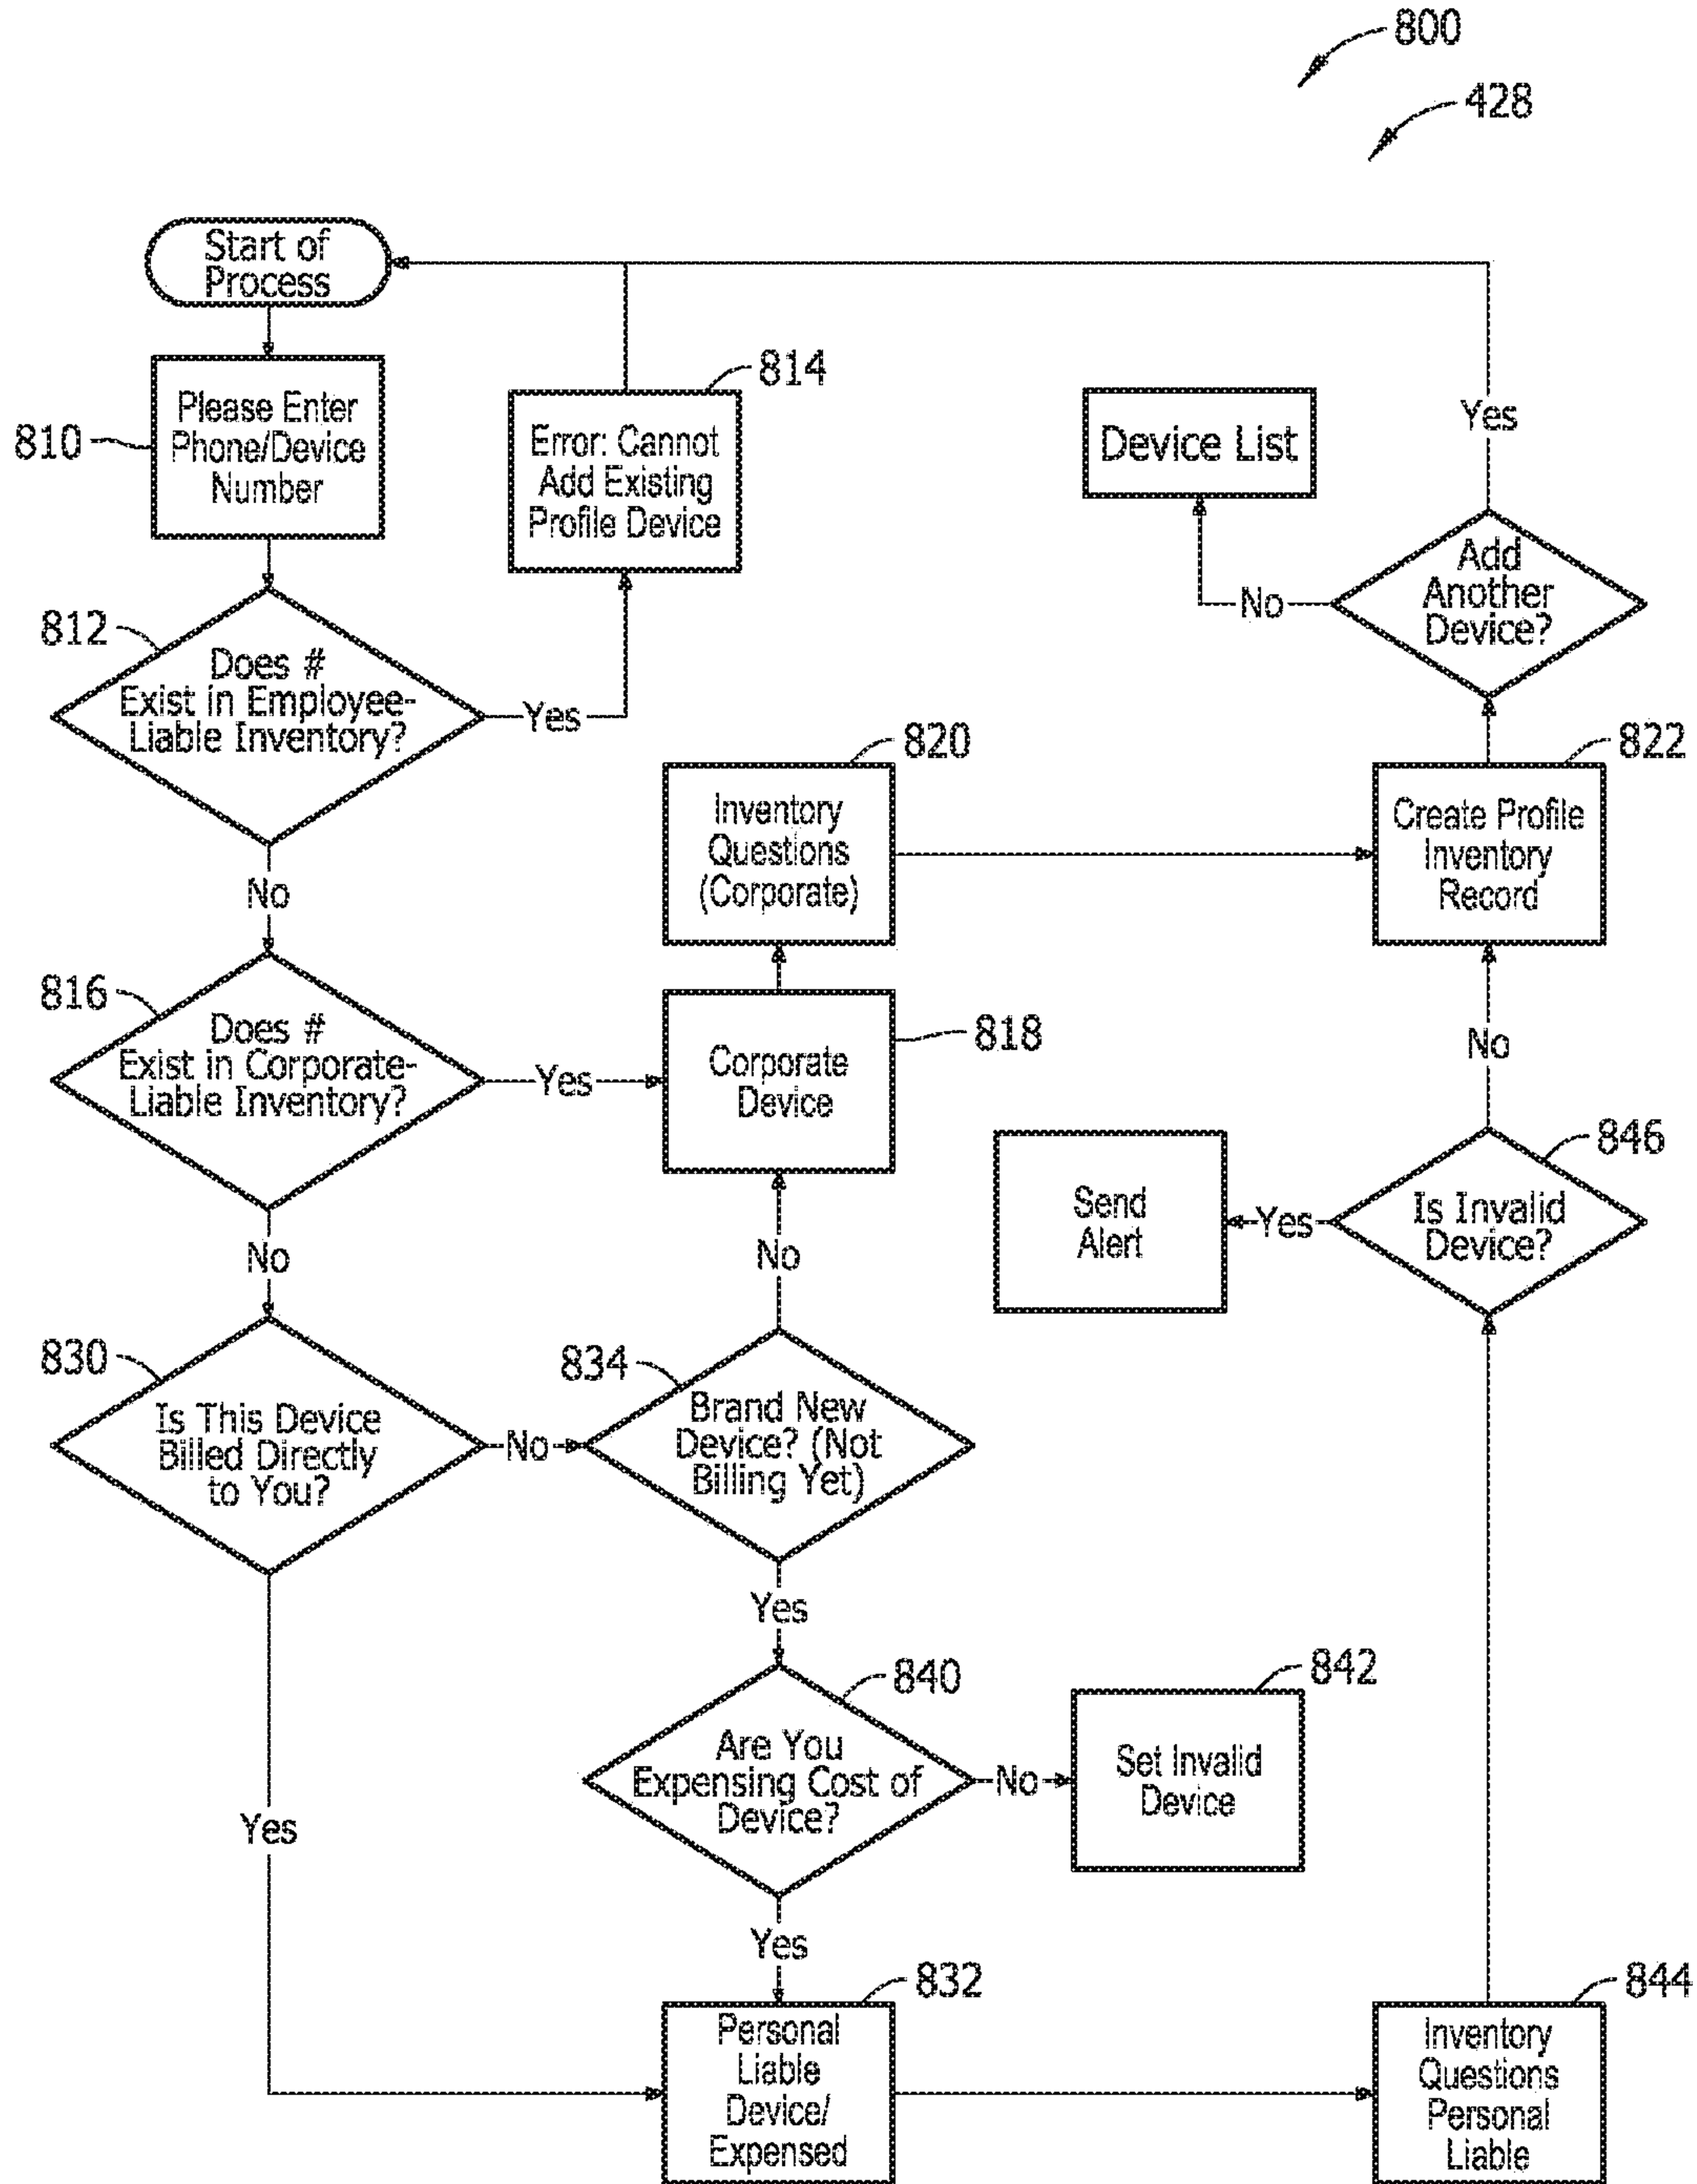 800
428
Start of
Process
810
Please Enter
Phone/Device
Number
814
Error: Cannot
Add Existing
Profile Device
Device List
Yes
Add
Another
Device?
No
812
Does #
Exist in Employee-
Liable Inventory?
Yes
No
820
Inventory
Questions
(Corporate)
822
Create Profile
Inventory
Record
816
Does #
Exist in Corporate-
Liable Inventory?
Yes
818
Corporate
Device
No
No
846
Is Invalid
Device?
Yes
Send
Alert
No
830
Is This Device
Billed Directly
to You?
No
834
Brand New
Device? (Not
Billing Yet)
Yes
840
Are You
Expensing Cost of
Device?
No
842
Set Invalid
Device
Yes
Yes
832
Personal
Liable
Device/
Expensed
844
Inventory
Questions
Personal
Liable